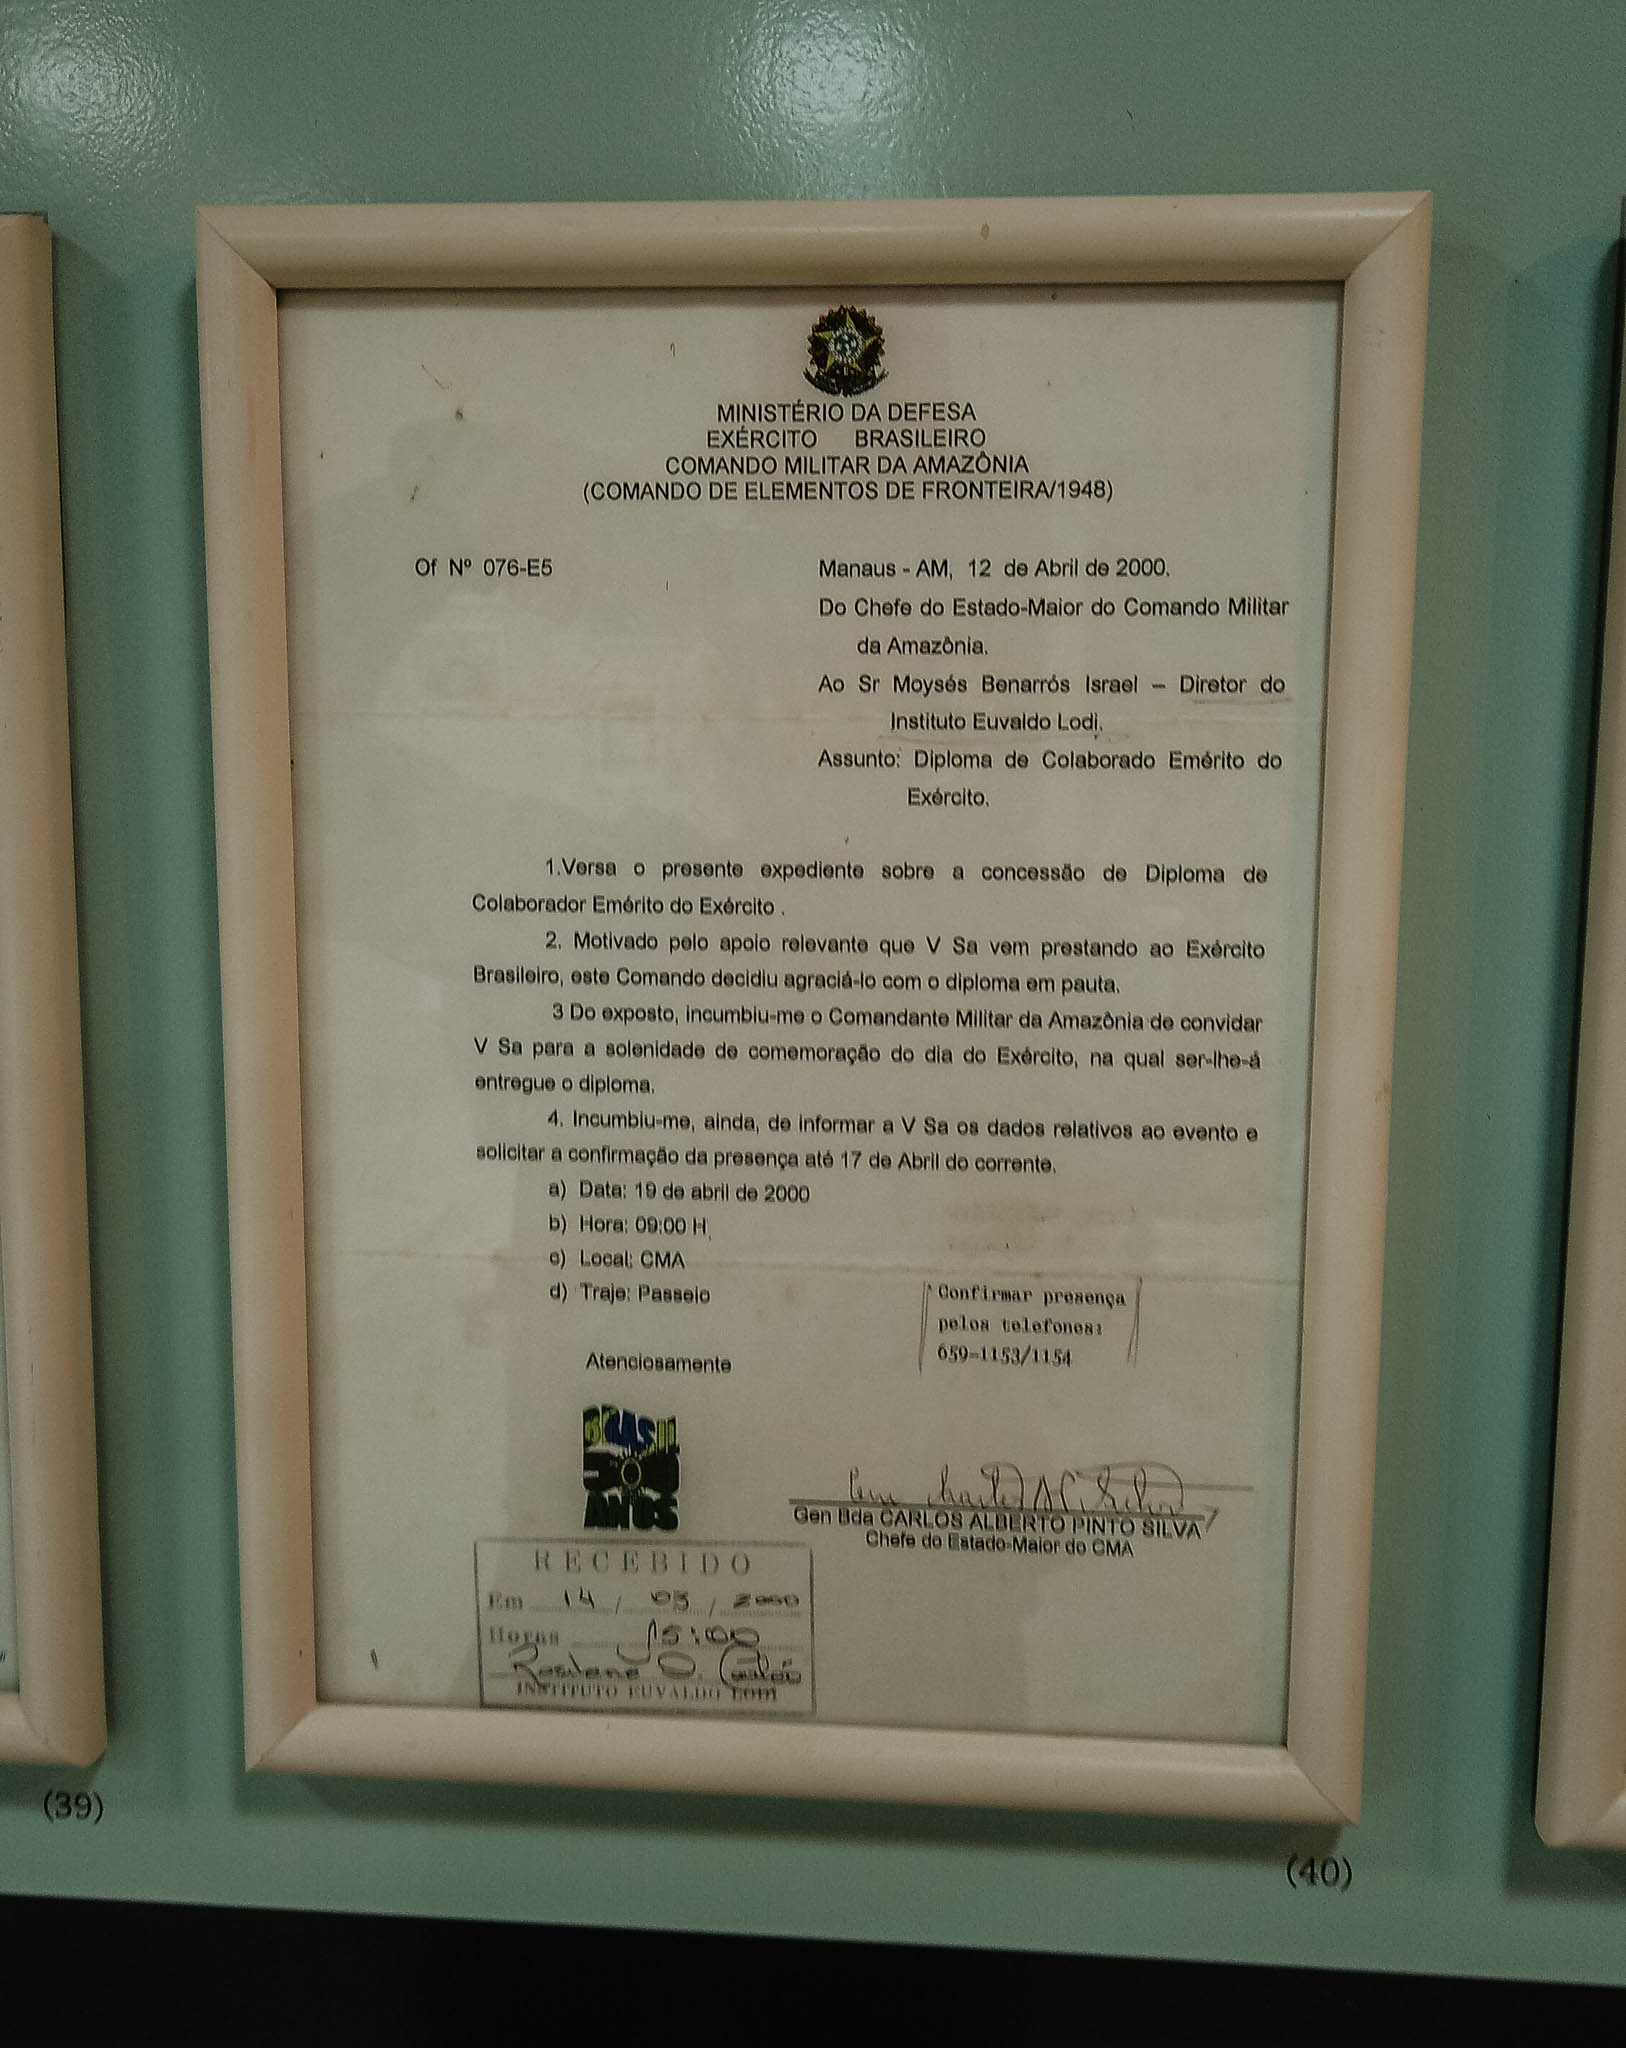 MINISTÉRIO DA DEFESA
EXÉRCITO BRASILEIRO
COMANDO MILITAR DA AMAZÔNIA
(COMANDO DE ELEMENTOS DE FRONTEIRA/1948)
Of Nº 076-E5
Manaus - AM, 12 de Abril de 2000.
Do Chefe do Estado-Maior do Comando Militar
da Amazônia.
Ao Sr Moysés Benarrós Israel – Diretor do
Instituto Euvaldo Lodi.
Assunto: Diploma de Colaborado Emérito do
Exército.
1.Versa o presente expediente sobre a concessão de Diploma de
Colaborador Emérito do Exército .
2. Motivado pelo apoio relevante que V Sa vem prestando ao Exército
Brasileiro, este Comando decidiu agraciá-lo com o diploma em pauta.
3 Do exposto, incumbiu-me o Comandante Militar da Amazônia de convidar
V Sa para a solenidade de comemoração do dia do Exército, na qual ser-lhe-á
entregue o diploma.
4. Incumbiu-me, ainda, de informar a V Sa os dados relativos ao evento e
solicitar a confirmação da presença até 17 de Abril do corrente.
a) Data: 19 de abril de 2000
b) Hora: 09:00 H
c) Local: CMA
d) Traje: Passeio
Confirmar presença
pelos telefones:
659-1153/1154
Atenciosamente
BRASIL
500
ANOS
Gen Bda CARLOS ALBERTO PINTO SILVA
Chefe do Estado-Maior do CMA
RECEBIDO
Em 14 / 03 / 2000
Horas 15:00
Rosilene O.
INSTITUTO EUVALDO LODI
(39)
(40)